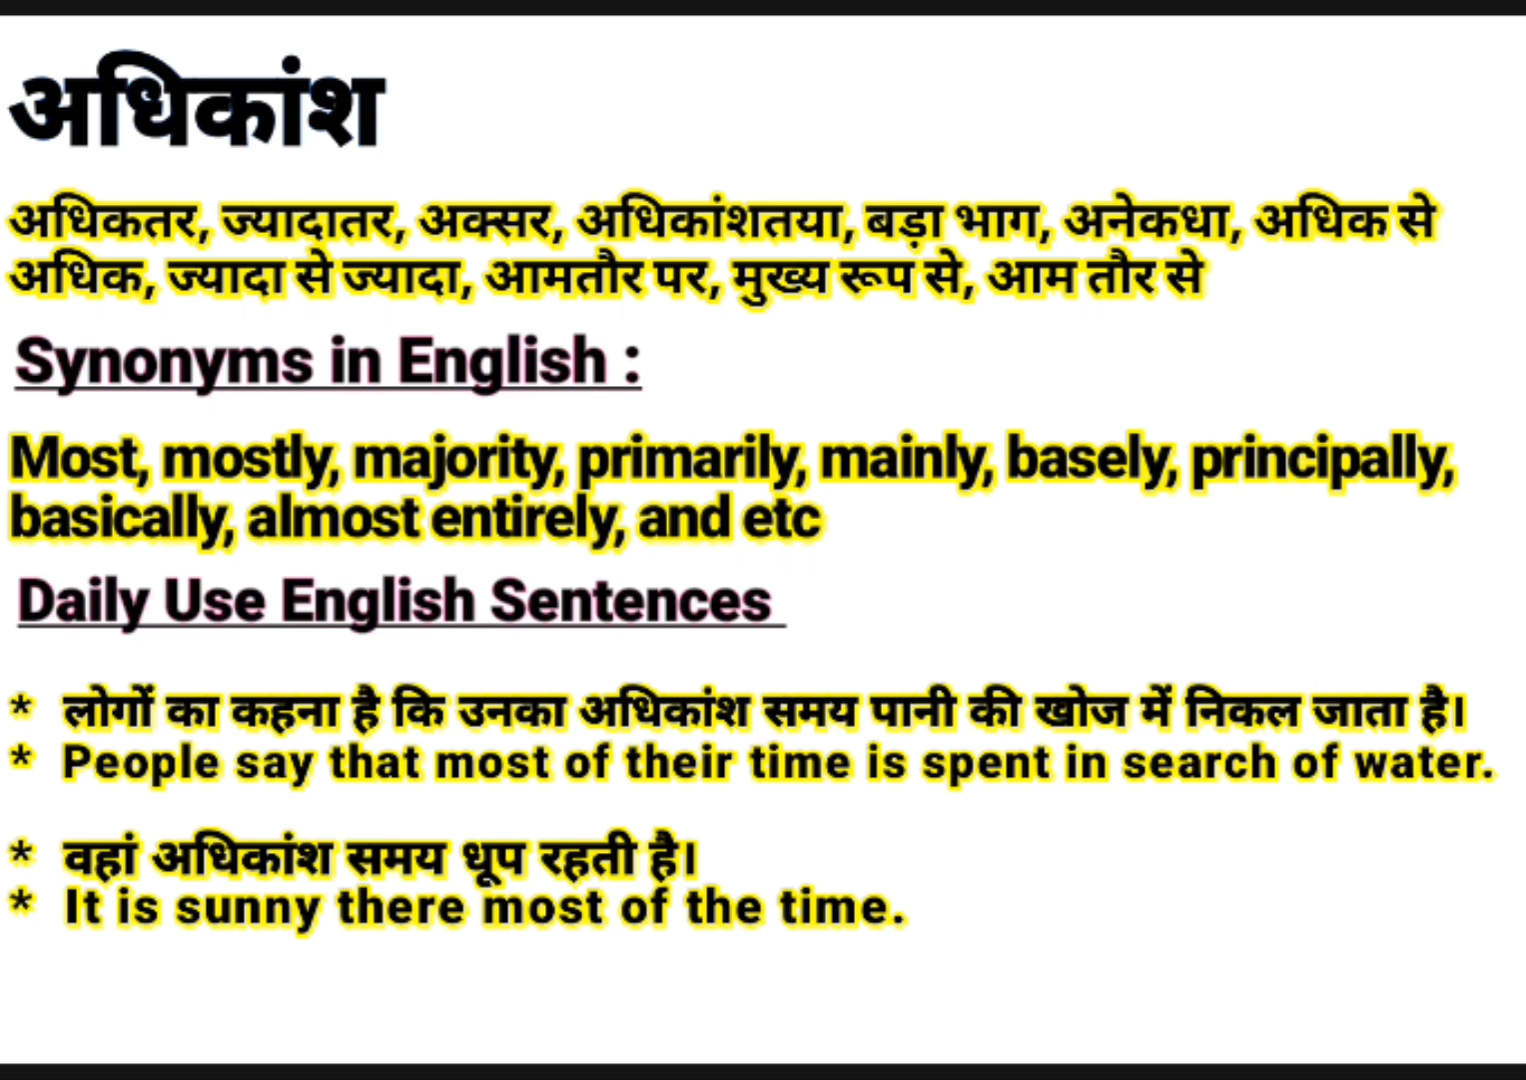 अधिकांश
अधिकतर, ज्यादातर, अक्सर, अधिकांशतया, बड़ा भाग, अनेकधा, अधिक से
अधिक, ज्यादा से ज्यादा, आमतौर पर, मुख्य रूप से, आम तौर से
Synonyms in English :
Most, mostly, majority, primarily, mainly, basely, principally,
basically, almost entirely, and etc
Daily Use English Sentences
* लोगों का कहना है कि उनका अधिकांश समय पानी की खोज में निकल जाता है।
* People say that most of their time is spent in search of water.
* वहां अधिकांश समय धूप रहती है।
* It is sunny there most of the time.